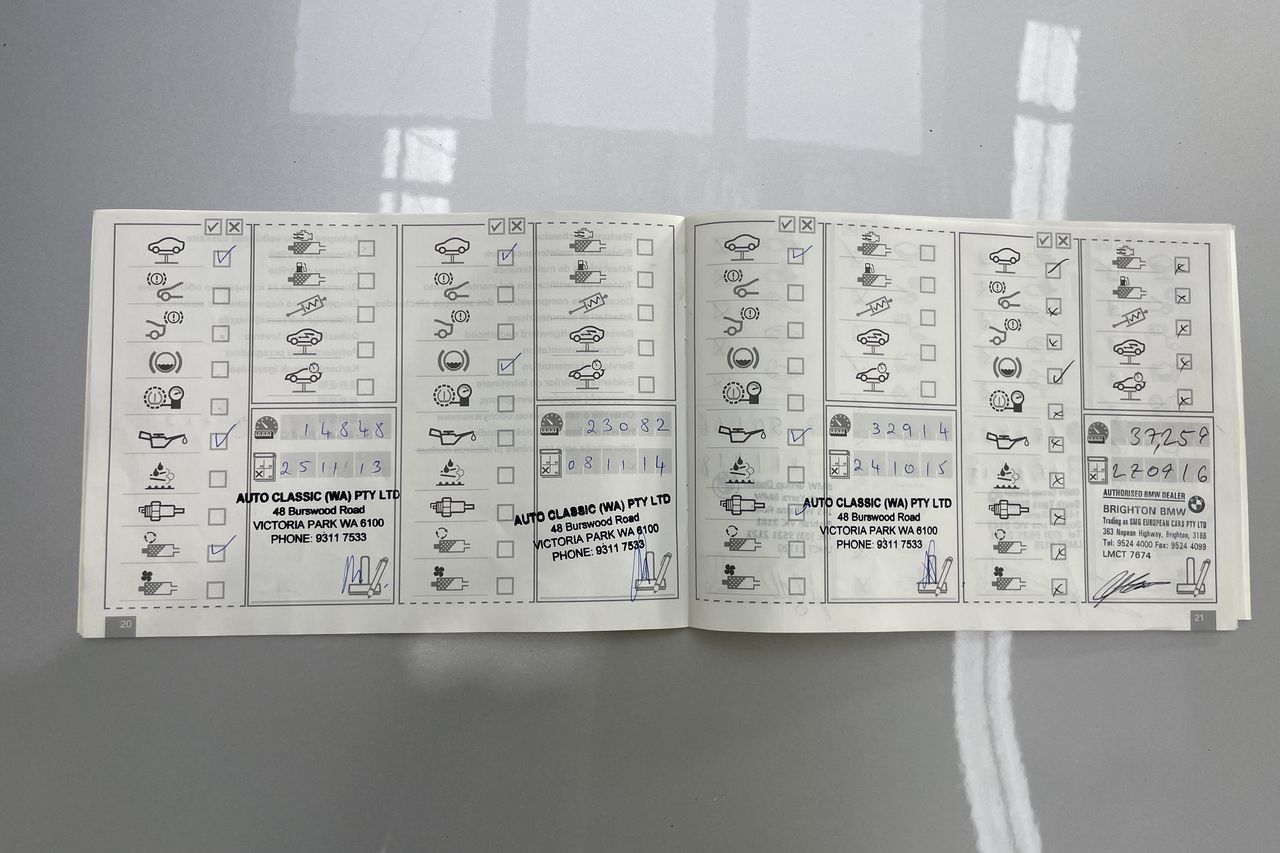 14848
251113
AUTO CLASSIC (WA) PTY LTD
48 Burswood Road
VICTORIA PARK WA 6100
PHONE: 9311 7533
20
23082
081114
AUTO CLASSIC (WA) PTY LTD
48 Burswood Road
VICTORIA PARK WA 6100
PHONE: 9311 7533
32914
241015
AUTO CLASSIC (WA) PTY LTD
48 Burswood Road
VICTORIA PARK WA 6100
PHONE: 9311 7533
37,259
270916
AUTHORISED BMW DEALER
BRIGHTON BMW
Trading as SMG EUROPEAN CARS PTY LTD
363 Nepean Highway, Brighton, 3186
Tel: 9524 4000 Fax: 9524 4099
LMCT 7674
21